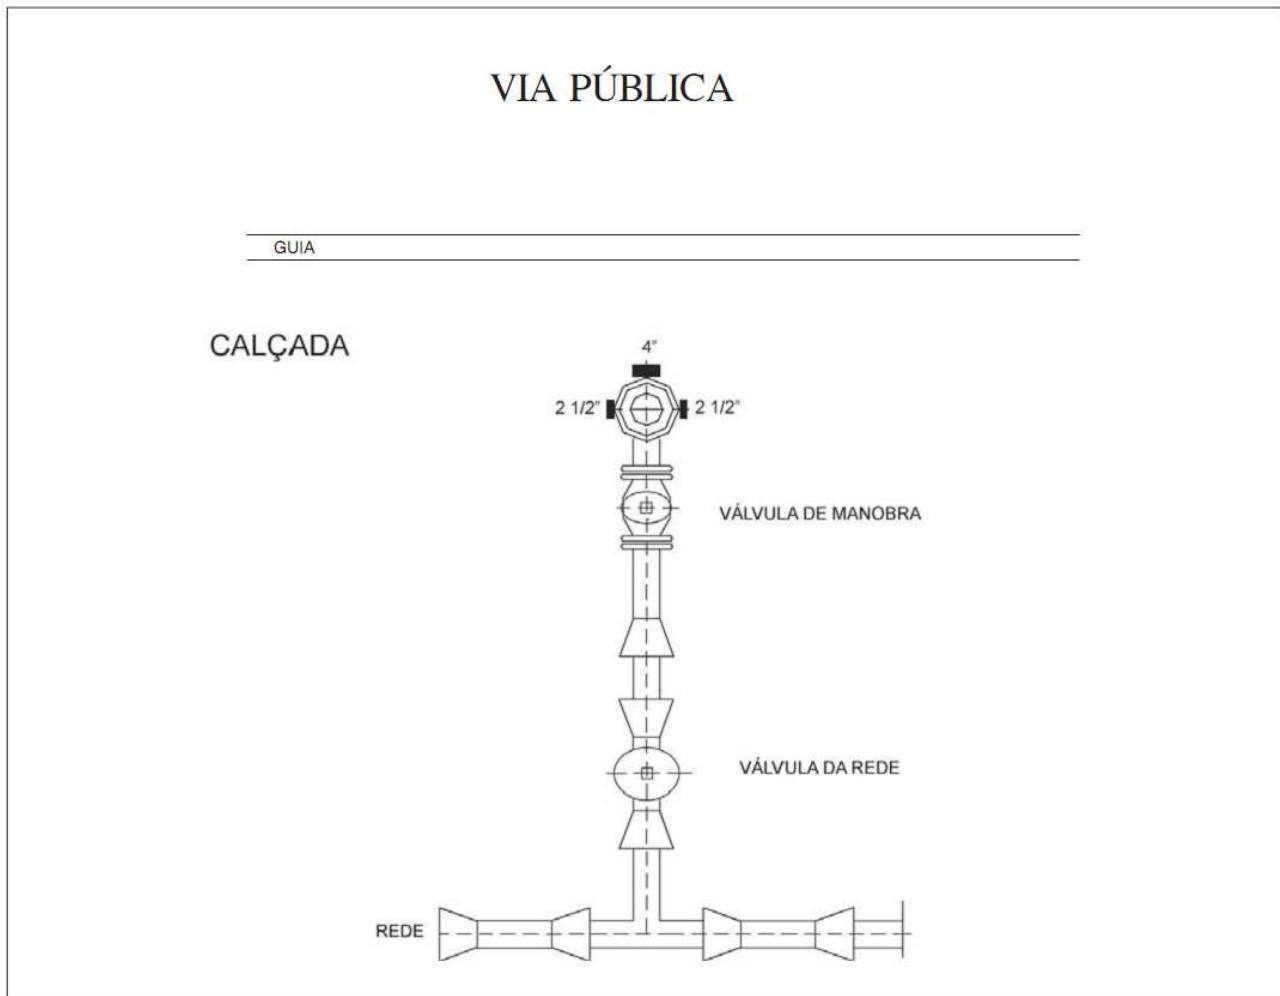 VIA PÚBLICA
GUIA
CALÇADA
4”
2 1/2”
2 1/2”
VÁLVULA DE MANOBRA
VÁLVULA DA REDE
REDE